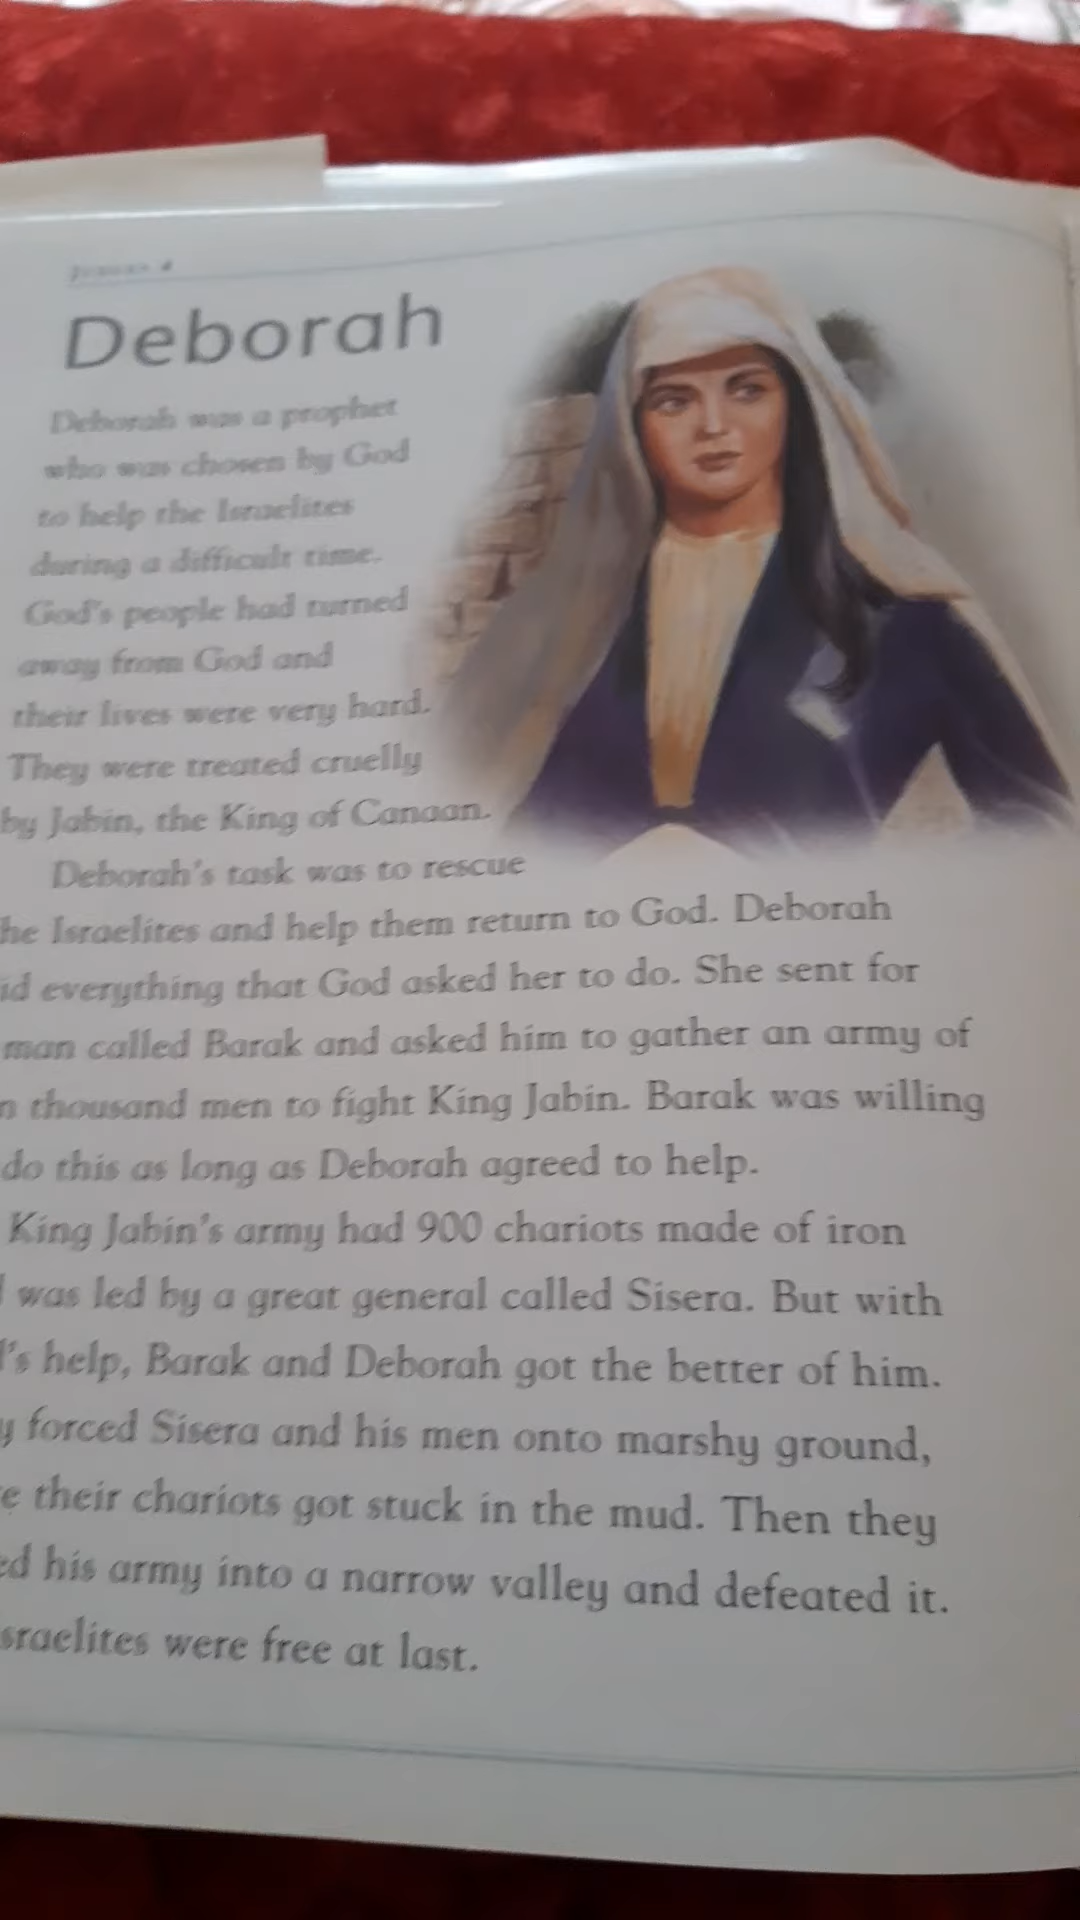 Judges 4
Deborah
Deborah was a prophet
who was chosen by God
to help the Israelites
during a difficult time.
God's people had turned
away from God and
their lives were very hard.
They were treated cruelly
by Jabin, the King of Canaan.
Deborah's task was to rescue
he Israelites and help them return to God. Deborah
id everything that God asked her to do. She sent for
man called Barak and asked him to gather an army of
n thousand men to fight King Jabin. Barak was willing
do this as long as Deborah agreed to help.
King Jabin's army had 900 chariots made of iron
was led by a great general called Sisera. But with
's help, Barak and Deborah got the better of him.
y forced Sisera and his men onto marshy ground,
e their chariots got stuck in the mud. Then they
ed his army into a narrow valley and defeated it.
sraelites were free at last.